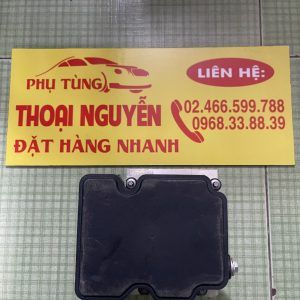 PHỤ TÙNG
THOẠI NGUYỄN
ĐẶT HÀNG NHANH
LIÊN HỆ:
02.466.599.788
0968.33.88.39